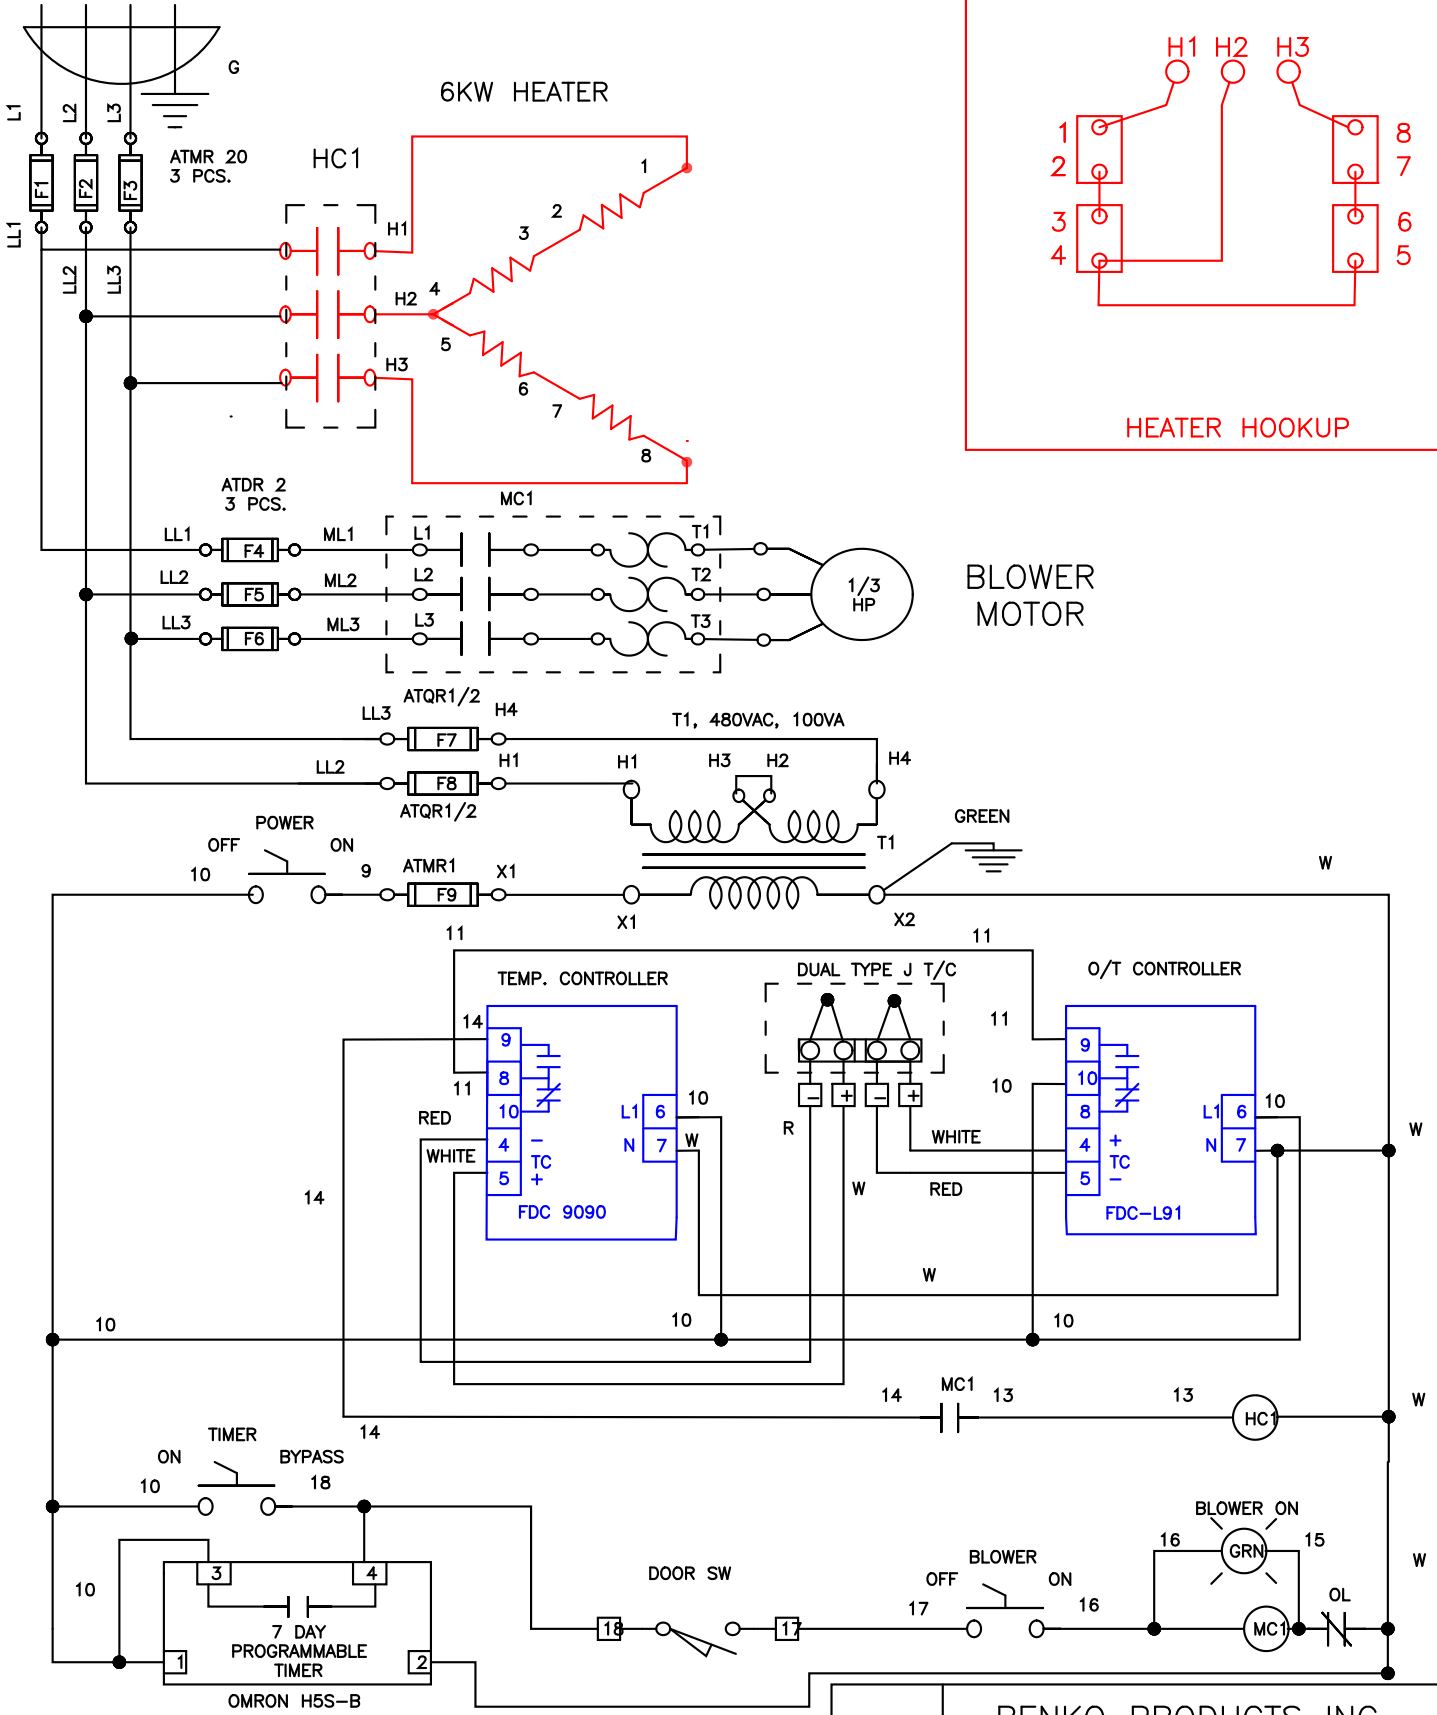 G
L1
L2
L3
ATMR 20
3 PCS.
F1
F2
F3
LL1
LL2
LL3
6KW HEATER
HC1
H1
H2
H3
1
2
3
4
5
6
7
8
H1 H2 H3
1
2
3
4
8
7
6
5
HEATER HOOKUP
ATDR 2
3 PCS.
MC1
LL1
F4
ML1
L1
T1
LL2
F5
ML2
L2
T2
LL3
F6
ML3
L3
T3
1/3
HP
BLOWER
MOTOR
ATQR1/2
LL3
F7
H4
T1, 480VAC, 100VA
LL2
F8
H1
ATQR1/2
H1
H3
H2
H4
T1
GREEN
POWER
OFF
ON
10
9
ATMR1
F9
X1
X1
X2
W
11
11
TEMP. CONTROLLER
DUAL TYPE J T/C
O/T CONTROLLER
14
9
11
8
10
RED
4
−
WHITE
TC
5
+
FDC 9090
L1
6
10
N
7
W
−
+
−
+
R
W
WHITE
RED
11
9
10
10
8
4
+
TC
5
−
FDC−L91
L1
6
10
N
7
W
14
W
10
10
10
14
MC1
13
13
HC1
W
14
TIMER
ON
BYPASS
10
18
3
4
10
7 DAY
PROGRAMMABLE
TIMER
1
2
OMRON H5S−B
DOOR SW
18
17
17
BLOWER
OFF
ON
16
BLOWER ON
16
GRN
15
MC1
OL
W
BENKO PRODUCTS INC